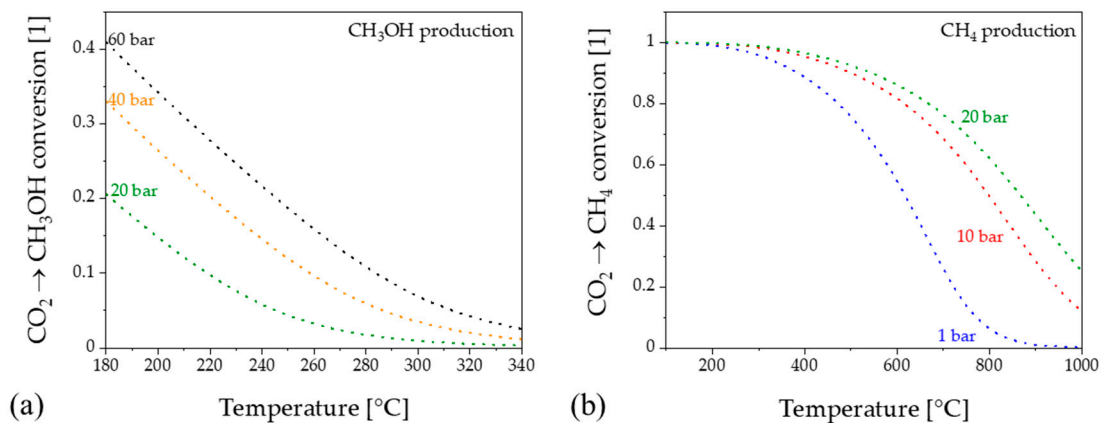 CH₃OH production
CO₂ → CH₃OH conversion [1]
0.4
0.3
0.2
0.1
0
60 bar
40 bar
20 bar
180 200 220 240 260 280 300 320 340
(a) Temperature [°C]
CH₄ production
CO₂ → CH₄ conversion [1]
1
0.8
0.6
0.4
0.2
0
20 bar
10 bar
1 bar
200 400 600 800 1000
(b) Temperature [°C]